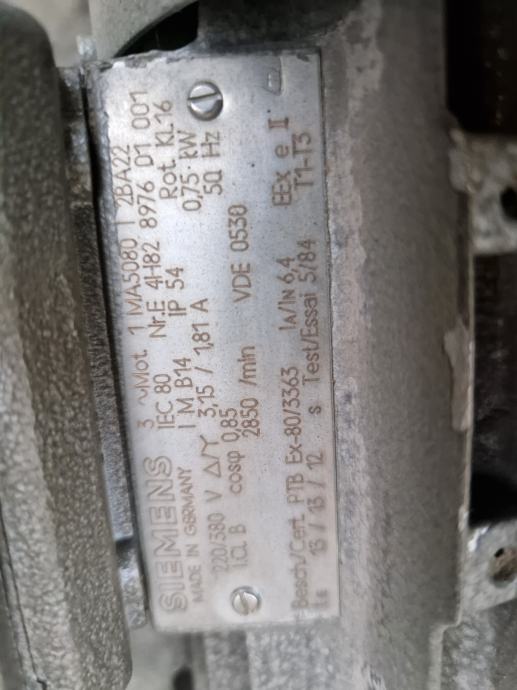 SIEMENS 3 ~Mot. 1 MA5080 | 2BA22
MADE IN GERMANY IEC 80 Nr.E 4H82 8976 01 001
I M B14 IP 54 Rot. KL.16
220/380 V Δ/Y 3,15 / 1,81 A 0,75 kW
I.Cl. B cosφ 0,85 50 Hz
2850 /min VDE 0530
Besch/Cert. PTB Ex-80/3363 IA/IN 6,4 EEx e II
tE 13 / 13 / 12 s Test/Essai 5/84 T1-T3